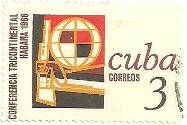 CONFERENCIA TRICONTINENTAL
HABANA 1966
cuba
CORREOS
3